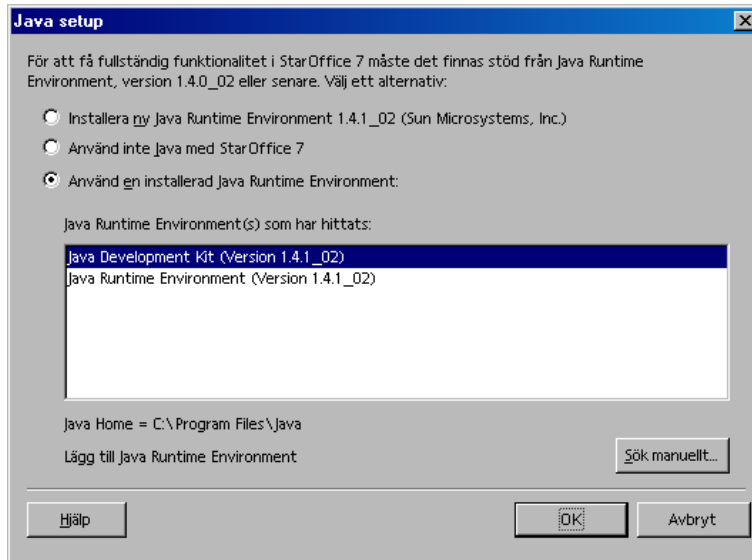 Java setup
För att få fullständig funktionalitet i StarOffice 7 måste det finnas stöd från Java Runtime
Environment, version 1.4.0_02 eller senare. Välj ett alternativ:
Installera ny Java Runtime Environment 1.4.1_02 (Sun Microsystems, Inc.)
Använd inte Java med StarOffice 7
Använd en installerad Java Runtime Environment:
Java Runtime Environment(s) som har hittats:
Java Development Kit (Version 1.4.1_02)
Java Runtime Environment (Version 1.4.1_02)
Java Home = C:\Program Files\Java
Lägg till Java Runtime Environment
Sök manuellt...
Hjälp
OK
Avbryt